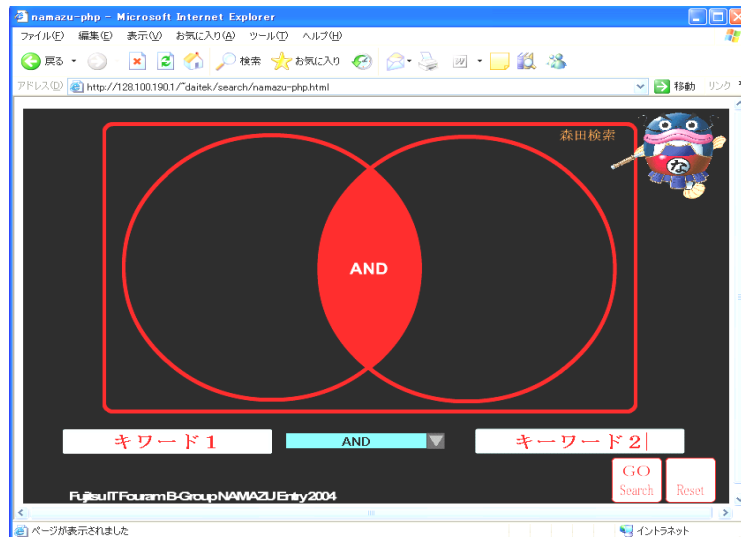 namazu-php - Microsoft Internet Explorer
ファイル(F) 編集(E) 表示(V) お気に入り(A) ツール(T) ヘルプ(H)
戻る 検索 お気に入り W
アドレス(D) http://128.100.190.1/~daitek/search/namazu-php.html 移動 リンク »
森田検索
な
AND
キワード1 AND キーワード2
GO
Search Reset
Fujitsu IT Fouram B-Group NAMAZU Entry 2004
ページが表示されました イントラネット